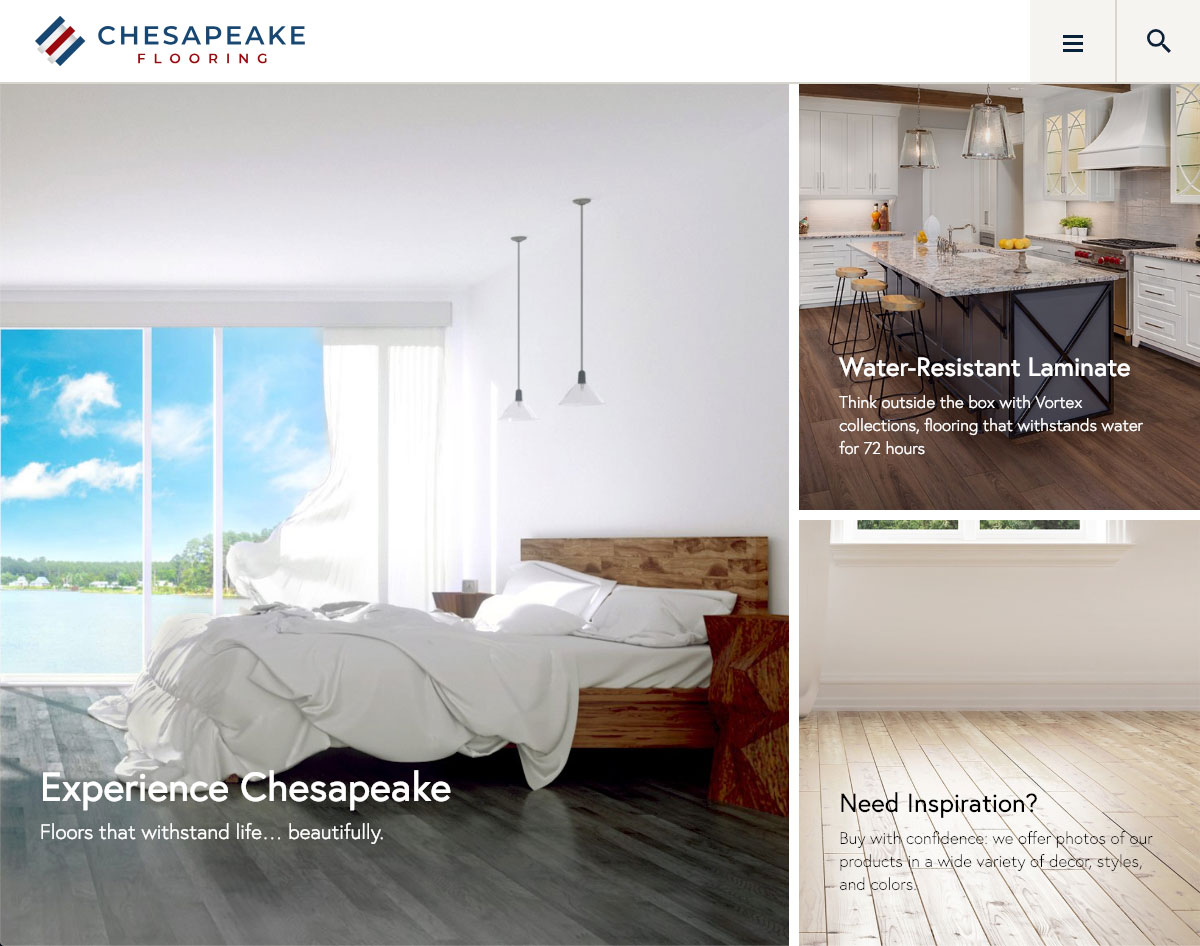 CHESAPEAKE
FLOORING
Experience Chesapeake
Floors that withstand life... beautifully.
Water-Resistant Laminate
Think outside the box with Vortex
collections, flooring that withstands water
for 72 hours
Need Inspiration?
Buy with confidence: we offer photos of our
products in a wide variety of decor, styles,
and colors.